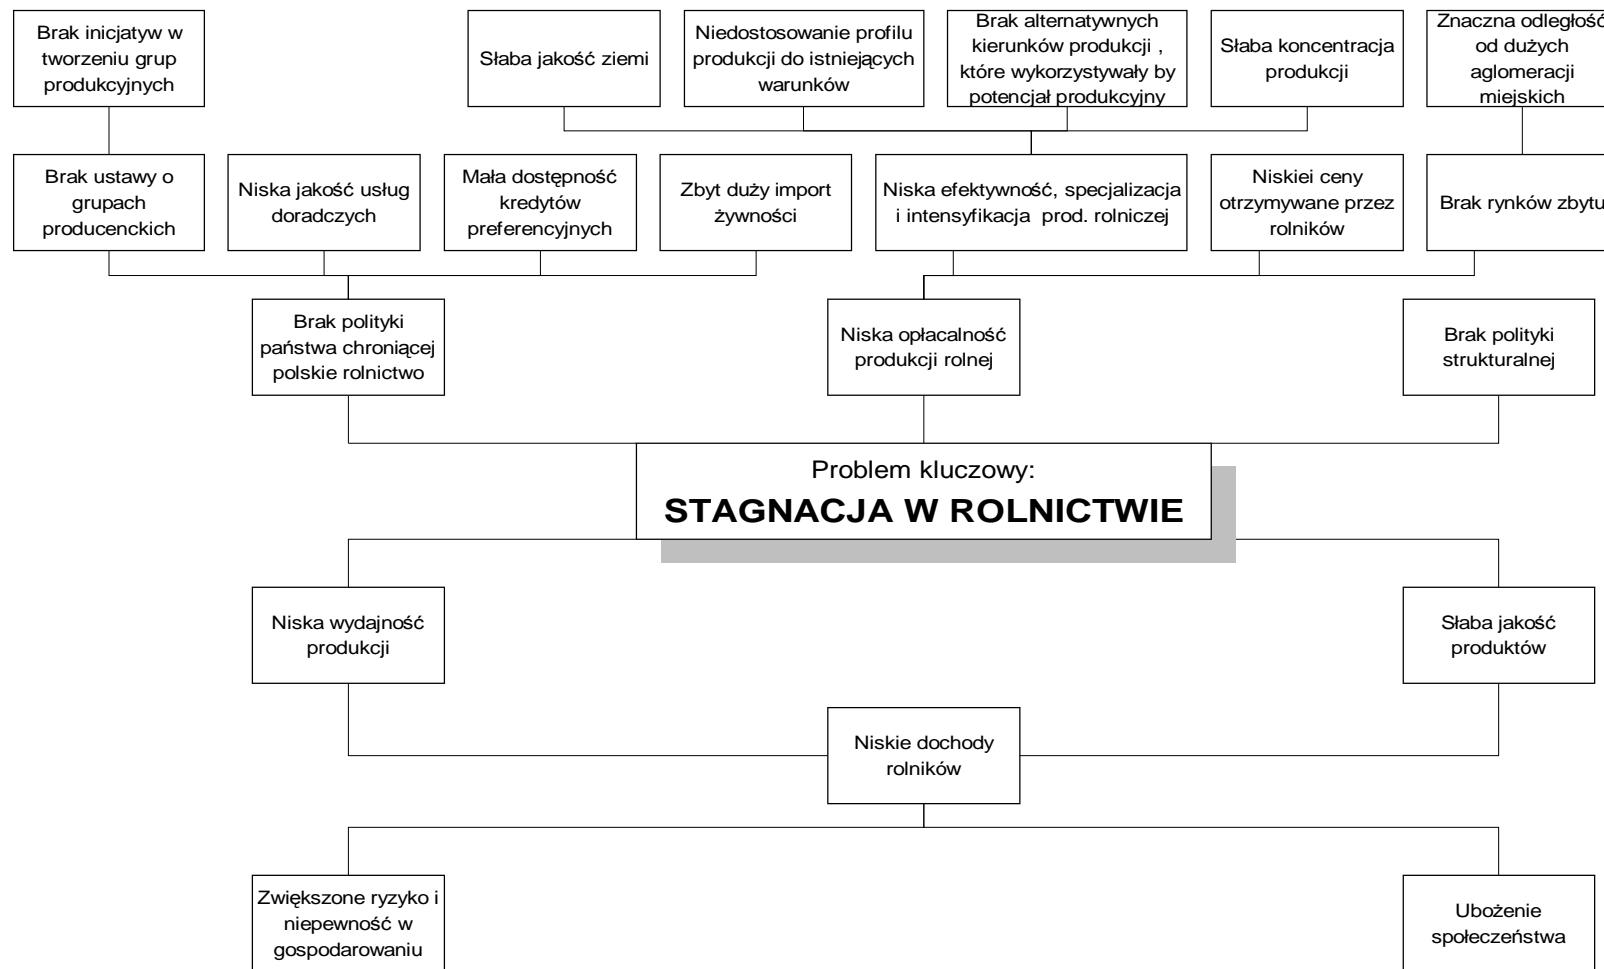 Brak inicjatyw w
tworzeniu grup
produkcyjnych
Słaba jakość ziemi
Niedostosowanie profilu
produkcji do istniejących
warunków
Brak alternatywnych
kierunków produkcji ,
które wykorzystywały by
potencjał produkcyjny
Słaba koncentracja
produkcji
Znaczna odległość
od dużych
aglomeracji
miejskich
Brak ustawy o
grupach
producenckich
Niska jakość usług
doradczych
Mała dostępność
kredytów
preferencyjnych
Zbyt duży import
żywności
Niska efektywność, specjalizacja
i intensyfikacja prod. rolniczej
Niskiei ceny
otrzymywane przez
rolników
Brak rynków zbytu
Brak polityki
państwa chroniącej
polskie rolnictwo
Niska opłacalność
produkcji rolnej
Brak polityki
strukturalnej
Problem kluczowy:
STAGNACJA W ROLNICTWIE
Niska wydajność
produkcji
Słaba jakość
produktów
Niskie dochody
rolników
Zwiększone ryzyko i
niepewność w
gospodarowaniu
Ubożenie
społeczeństwa